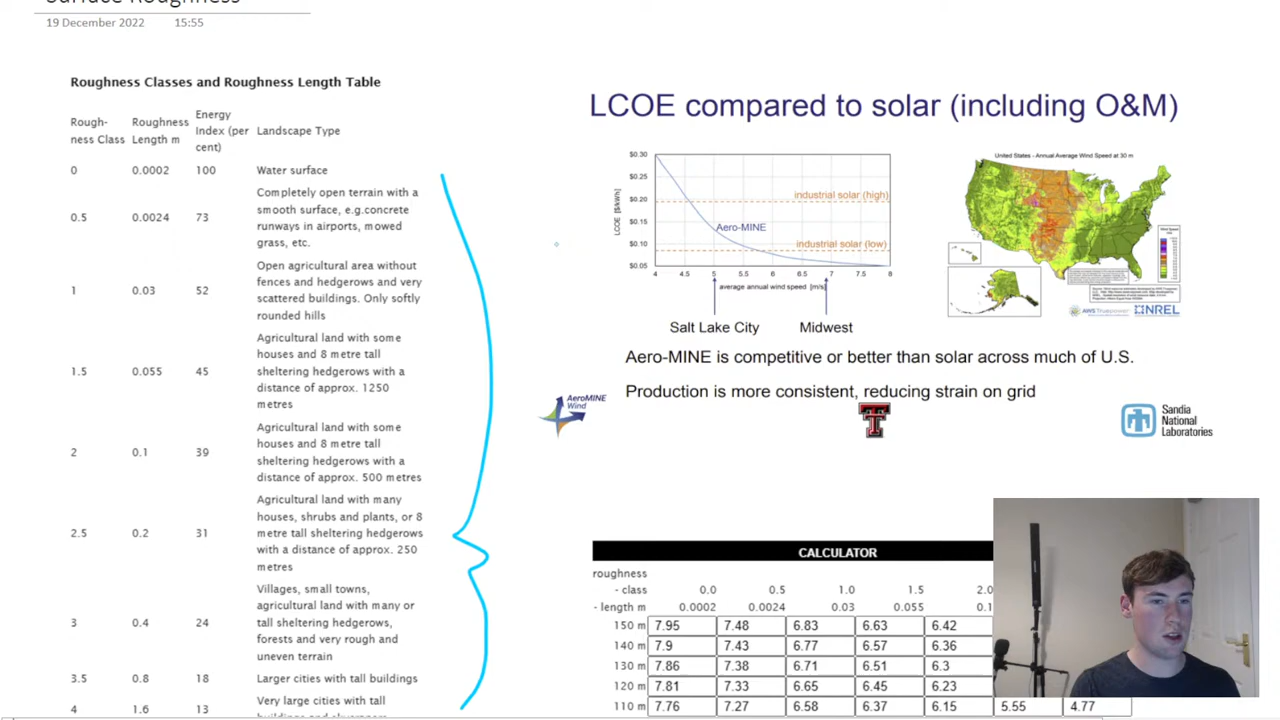 Surface Roughness
19 December 2022 15:55
Roughness Classes and Roughness Length Table
Rough-
ness Class
Roughness
Length m
Energy
Index (per
cent)
Landscape Type
0 0.0002 100 Water surface
0.5 0.0024 73 Completely open terrain with a
smooth surface, e.g.concrete
runways in airports, mowed
grass, etc.
1 0.03 52 Open agricultural area without
fences and hedgerows and very
scattered buildings. Only softly
rounded hills
1.5 0.055 45 Agricultural land with some
houses and 8 metre tall
sheltering hedgerows with a
distance of approx. 1250
metres
2 0.1 39 Agricultural land with some
houses and 8 metre tall
sheltering hedgerows with a
distance of approx. 500 metres
2.5 0.2 31 Agricultural land with many
houses, shrubs and plants, or 8
metre tall sheltering hedgerows
with a distance of approx. 250
metres
3 0.4 24 Villages, small towns,
agricultural land with many or
tall sheltering hedgerows,
forests and very rough and
uneven terrain
3.5 0.8 18 Larger cities with tall buildings
4 1.6 13 Very large cities with tall
LCOE compared to solar (including O&M)
LCOE [$/kWh]
$0.30
$0.25
$0.20
$0.15
$0.10
$0.05
industrial solar (high)
Aero-MINE
industrial solar (low)
4 4.5 5 5.5 6 6.5 7 7.5 8
average annual wind speed [m/s]
Salt Lake City Midwest
United States - Annual Average Wind Speed at 30 m
AWS Truepower
NREL
Aero-MINE is competitive or better than solar across much of U.S.
Production is more consistent, reducing strain on grid
AeroMINE
Wind
Sandia
National
Laboratories
CALCULATOR
roughness
- class 0.0 0.5 1.0 1.5 2.0
- length m 0.0002 0.0024 0.03 0.055 0.1
150 m 7.95 7.48 6.83 6.63 6.42
140 m 7.9 7.43 6.77 6.57 6.36
130 m 7.86 7.38 6.71 6.51 6.3
120 m 7.81 7.33 6.65 6.45 6.23
110 m 7.76 7.27 6.58 6.37 6.15 5.55 4.77